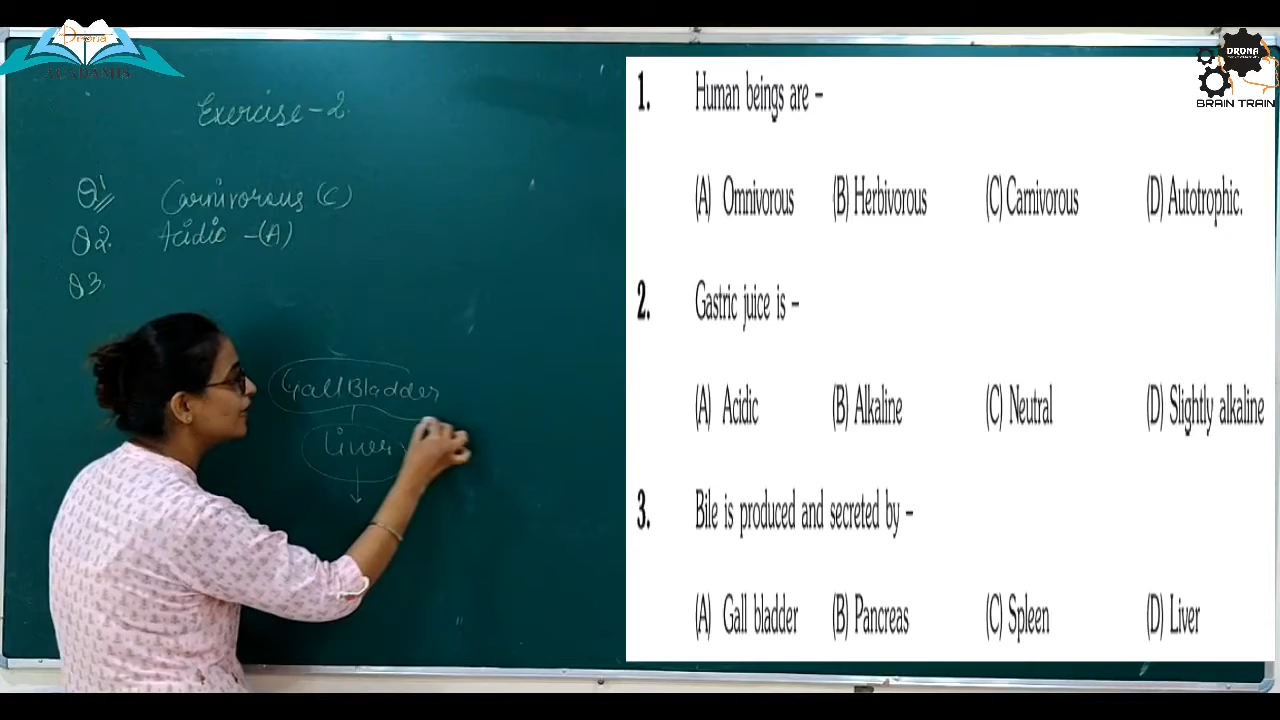 Drona
ACADAMIS
DRONA
BRAIN TRAIN
Exercise-2.
Q1 Carnivorous (C)
Q2. Acidic -(A)
Q3.
Gall Bladder
Liver
1. Human beings are –
(A) Omnivorous (B) Herbivorous (C) Carnivorous (D) Autotrophic.
2. Gastric juice is –
(A) Acidic (B) Alkaline (C) Neutral (D) Slightly alkaline
3. Bile is produced and secreted by –
(A) Gall bladder (B) Pancreas (C) Spleen (D) Liver